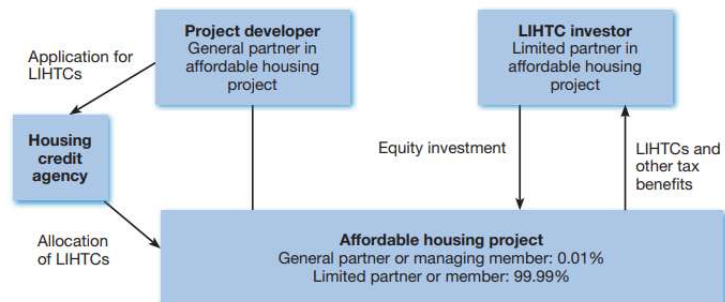 Project developer
General partner in
affordable housing
project
LIHTC investor
Limited partner in
affordable housing
project
Application for
LIHTCs
Housing
credit
agency
Equity investment
LIHTCs and
other tax
benefits
Allocation
of LIHTCs
Affordable housing project
General partner or managing member: 0.01%
Limited partner or member: 99.99%